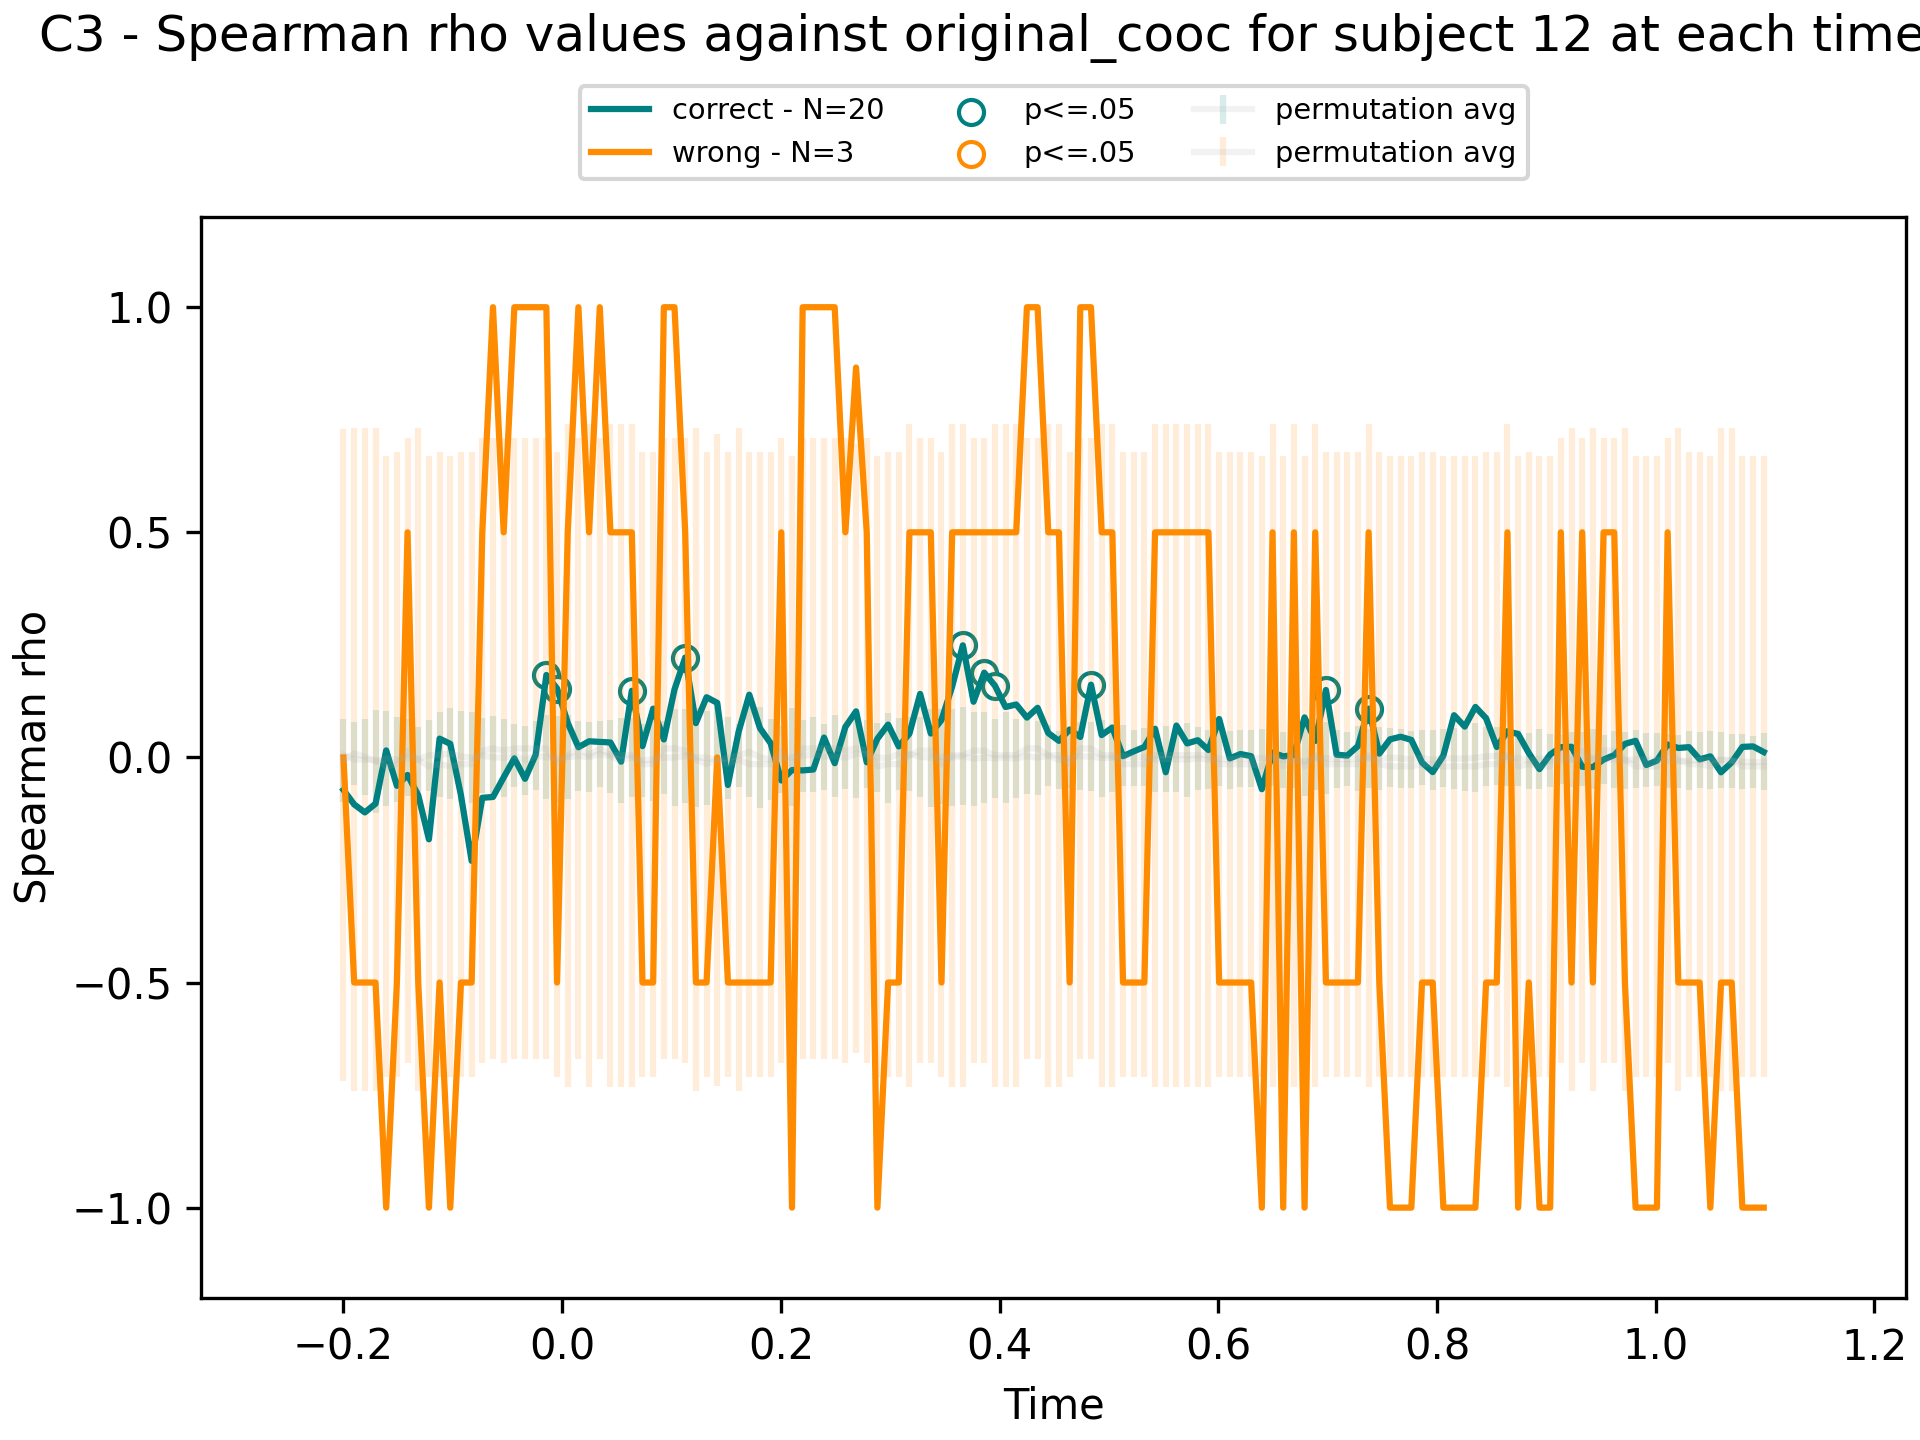 C3 - Spearman rho values against original_cooc for subject 12 at each time
correct - N=20
wrong - N=3
p<=.05
p<=.05
permutation avg
permutation avg
Spearman rho
1.0
0.5
0.0
−0.5
−1.0
−0.2
0.0
0.2
0.4
0.6
0.8
1.0
1.2
Time